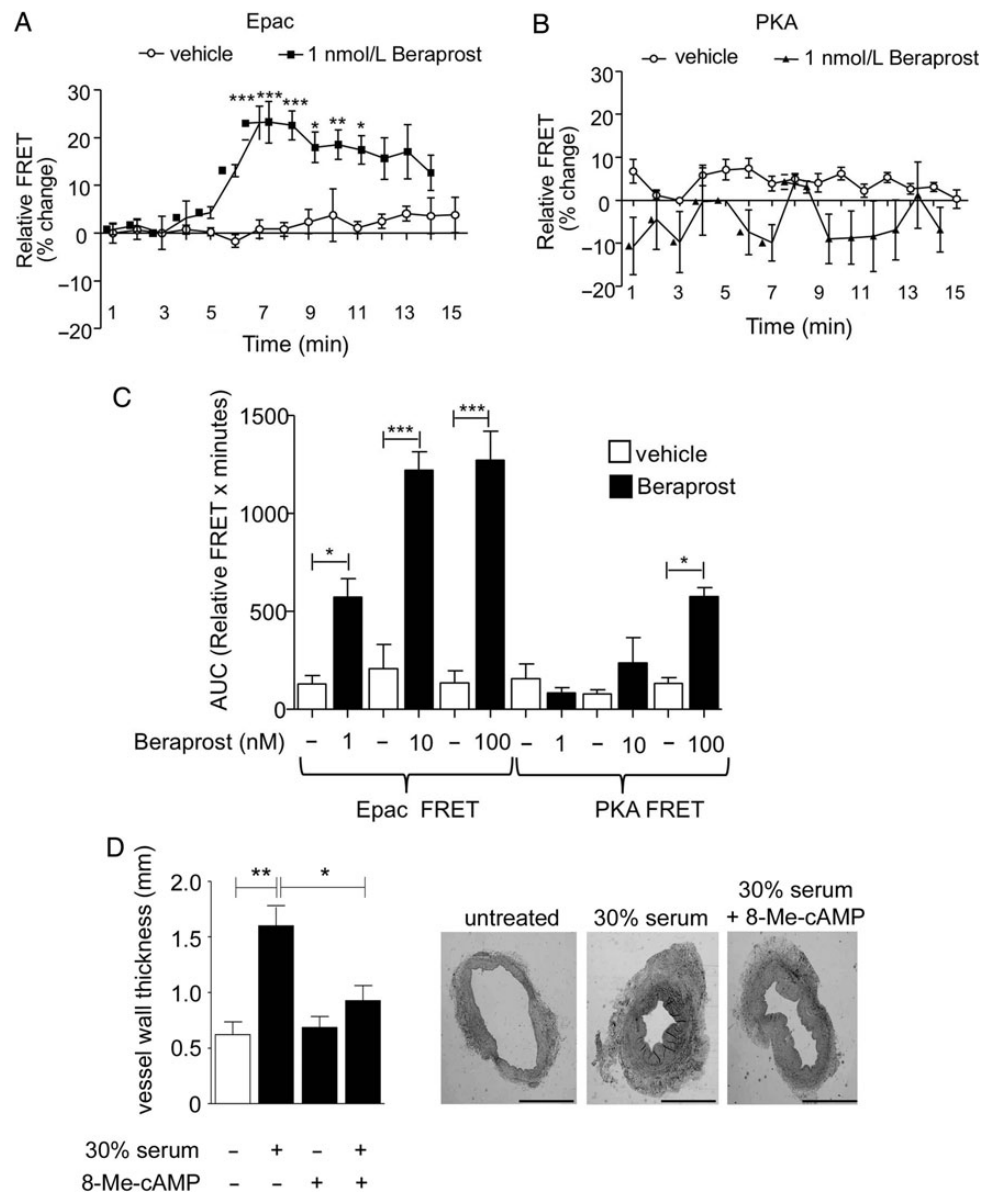 A
Epac
vehicle 1 nmol/L Beraprost
Relative FRET
(% change)
30
20
10
0
−10
−20
*** *** *** * ** *
1 3 5 7 9 11 13 15
Time (min)
B
PKA
vehicle 1 nmol/L Beraprost
Relative FRET
(% change)
30
20
10
0
−10
−20
1 3 5 7 9 11 13 15
Time (min)
C
AUC (Relative FRET x minutes)
1500
1000
500
0
* *** *** *
vehicle
Beraprost
Beraprost (nM) – 1 – 10 – 100 – 1 – 10 – 100
Epac FRET PKA FRET
D
vessel wall thickness (mm)
2.0
1.5
1.0
0.5
0
** *
30% serum – + – +
8-Me-cAMP – – + +
untreated
30% serum
30% serum
+ 8-Me-cAMP